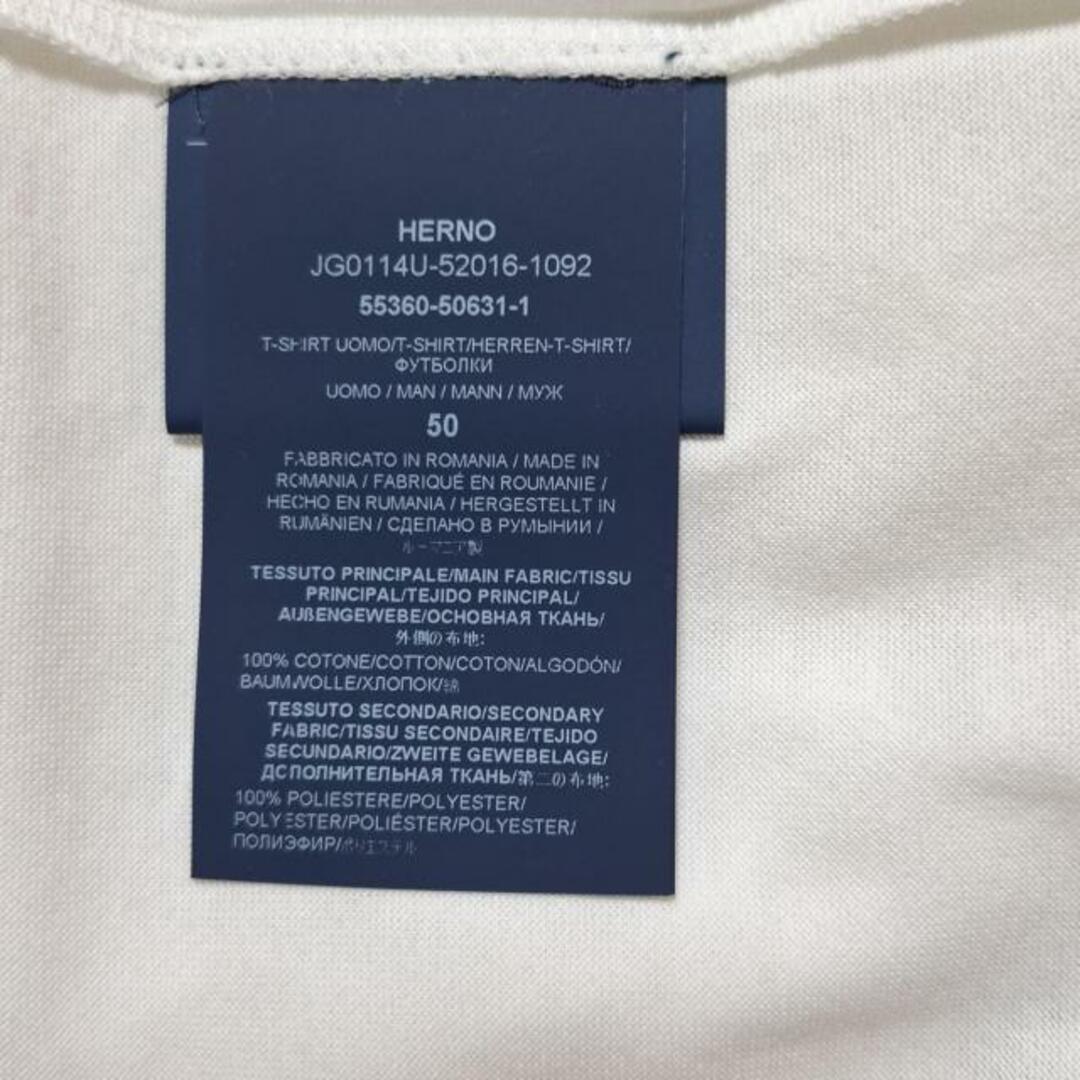 HERNO
JG0114U-52016-1092
55360-50631-1
T-SHIRT UOMO/T-SHIRT/HERREN-T-SHIRT/
ФУТБОЛКИ
UOMO / MAN / MANN / МУЖ
50
FABBRICATO IN ROMANIA / MADE IN
ROMANIA / FABRIQUÉ EN ROUMANIE /
HECHO EN RUMANIA / HERGESTELLT IN
RUMÄNIEN / СДЕЛАНО В РУМЫНИИ /
ルーマニア製
TESSUTO PRINCIPALE/MAIN FABRIC/TISSU
PRINCIPAL/TEJIDO PRINCIPAL/
AUßENGEWEBE/ОСНОВНАЯ ТКАНЬ/
外側の布地:
100% COTONE/COTTON/COTON/ALGODÓN/
BAUMWOLLE/ХЛОПОК/綿
TESSUTO SECONDARIO/SECONDARY
FABRIC/TISSU SECONDAIRE/TEJIDO
SECUNDARIO/ZWEITE GEWEBELAGE/
ДОПОЛНИТЕЛЬНАЯ ТКАНЬ/第二の布地:
100% POLIESTERE/POLYESTER/
POLYESTER/POLIÉSTER/POLYESTER/
ПОЛИЭФИР/ポリエステル